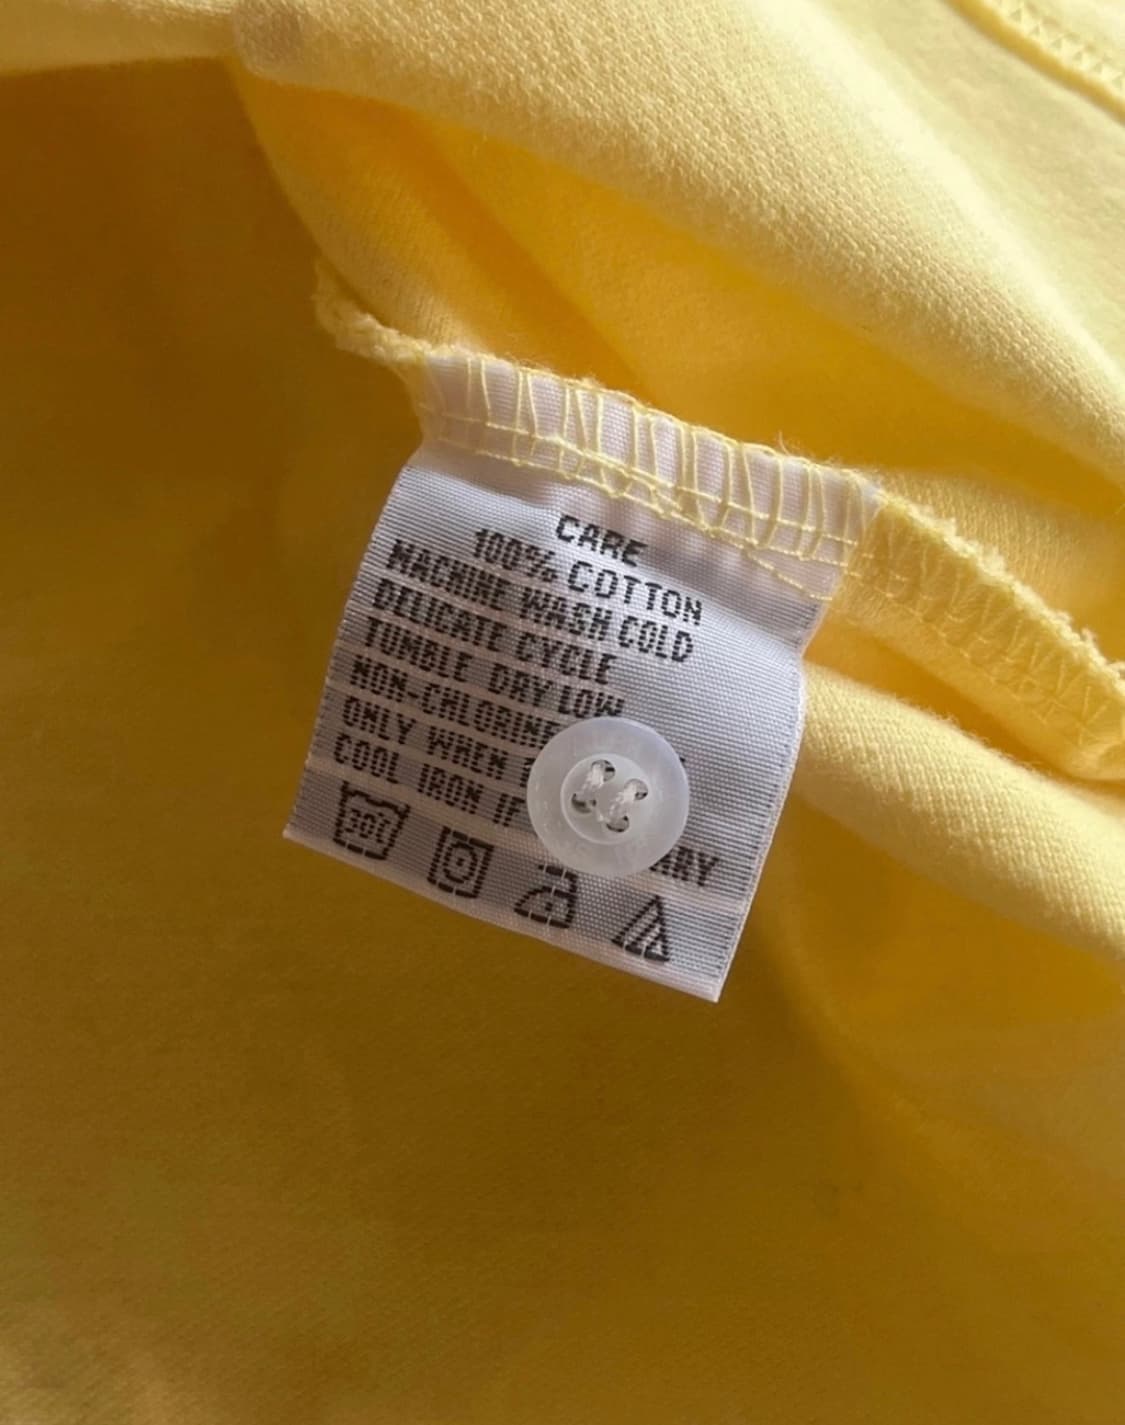 CARE
100% COTTON
MACHINE WASH COLD
DELICATE CYCLE
TUMBLE DRY LOW
NON-CHLORINE
ONLY WHEN
COOL IRON IF
30°